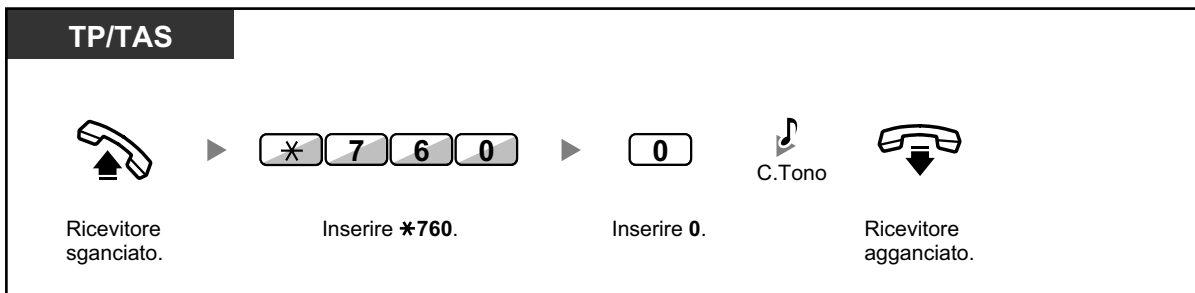 TP/TAS
* 7 6 0
0
C.Tono
Ricevitore
sganciato.
Inserire *760.
Inserire 0.
Ricevitore
agganciato.